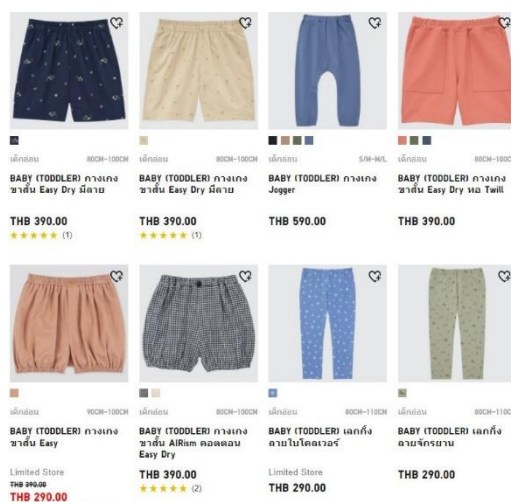 เด็กอ่อน 80CM-100CM
BABY (TODDLER) กางเกง
ขาสั้น Easy Dry มีลาย
THB 390.00
(1)
เด็กอ่อน 80CM-100CM
BABY (TODDLER) กางเกง
ขาสั้น Easy Dry มีลาย
THB 390.00
(1)
เด็กอ่อน S/M-M/L
BABY (TODDLER) กางเกง
Jogger
THB 590.00
เด็กอ่อน 80CM-100CM
BABY (TODDLER) กางเกง
ขาสั้น Easy Dry ทอ Twill
THB 390.00
เด็กอ่อน 90CM-100CM
BABY (TODDLER) กางเกง
ขาสั้น Easy
Limited Store
THB 390.00
THB 290.00
เด็กอ่อน 80CM-100CM
BABY (TODDLER) กางเกง
ขาสั้น AIRism คอตตอน
Easy Dry
THB 390.00
(2)
เด็กอ่อน 80CM-110CM
BABY (TODDLER) เลกกิ้ง
ลายใบโคลเวอร์
Limited Store
THB 290.00
เด็กอ่อน 80CM-110CM
BABY (TODDLER) เลกกิ้ง
ลายจักรยาน
THB 290.00